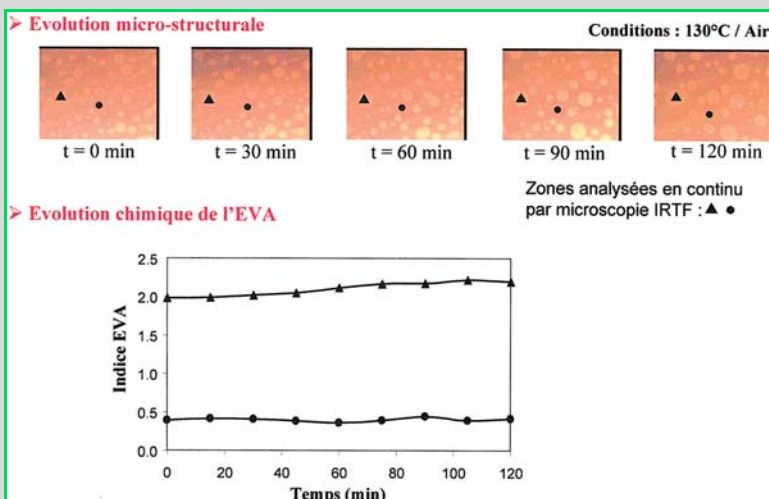 ➢ Evolution micro-structurale
Conditions : 130°C / Air
t = 0 min
t = 30 min
t = 60 min
t = 90 min
t = 120 min
Zones analysées en continu
par microscopie IRTF : ▲ ●
➢ Evolution chimique de l'EVA
2.5
2.0
1.5
1.0
0.5
0.0
Indice EVA
0 20 40 60 80 100 120
Temps (min)